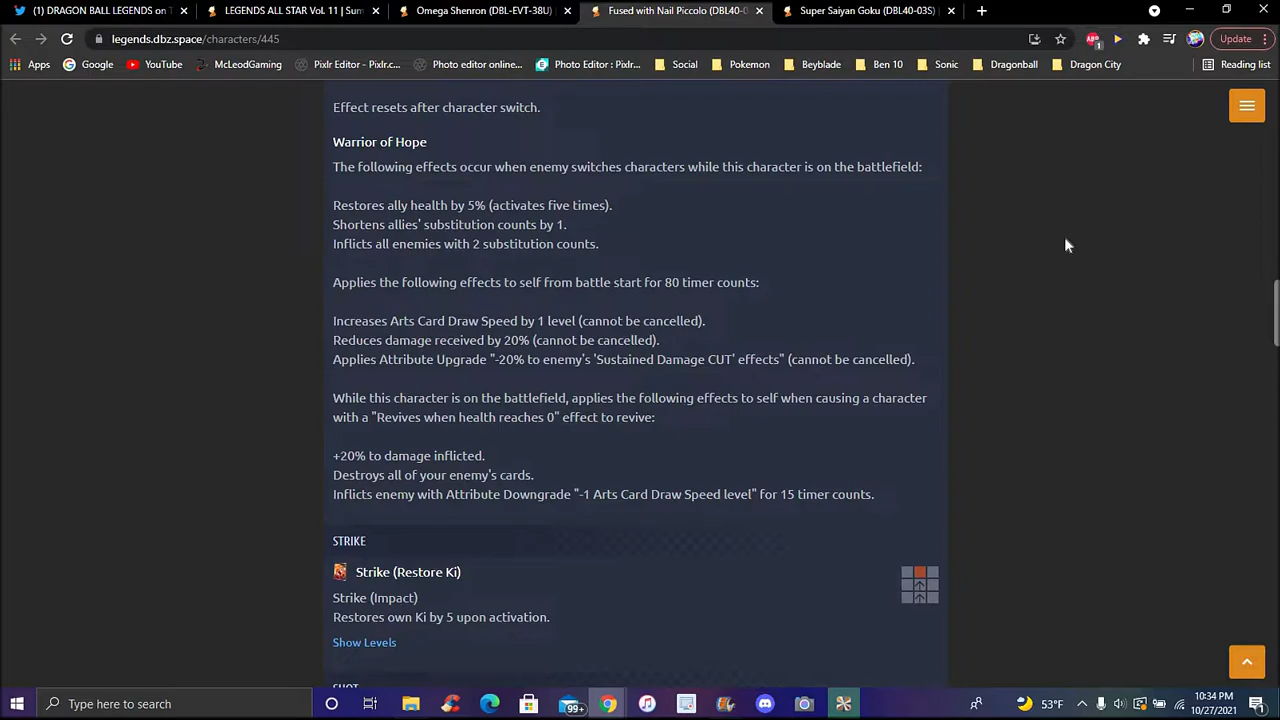 (1) DRAGON BALL LEGENDS on T
LEGENDS ALL STAR Vol. 11 | Sum
Omega Shenron (DBL-EVT-38U)
Fused with Nail Piccolo (DBL40-0
Super Saiyan Goku (DBL40-03S)
legends.dbz.space/characters/445
ABP
1
Update
Apps
Google
YouTube
McLeodGaming
Pixlr Editor - Pixlr.c...
Photo editor online...
Photo Editor : Pixlr...
Social
Pokemon
Beyblade
Ben 10
Sonic
Dragonball
Dragon City
Reading list
Effect resets after character switch.
Warrior of Hope
The following effects occur when enemy switches characters while this character is on the battlefield:
Restores ally health by 5% (activates five times).
Shortens allies' substitution counts by 1.
Inflicts all enemies with 2 substitution counts.
Applies the following effects to self from battle start for 80 timer counts:
Increases Arts Card Draw Speed by 1 level (cannot be cancelled).
Reduces damage received by 20% (cannot be cancelled).
Applies Attribute Upgrade "-20% to enemy's 'Sustained Damage CUT' effects" (cannot be cancelled).
While this character is on the battlefield, applies the following effects to self when causing a character
with a "Revives when health reaches 0" effect to revive:
+20% to damage inflicted.
Destroys all of your enemy's cards.
Inflicts enemy with Attribute Downgrade "-1 Arts Card Draw Speed level" for 15 timer counts.
STRIKE
Strike (Restore Ki)
Strike (Impact)
Restores own Ki by 5 upon activation.
Show Levels
SHOT
Type here to search
99+
53°F
10:34 PM
10/27/2021